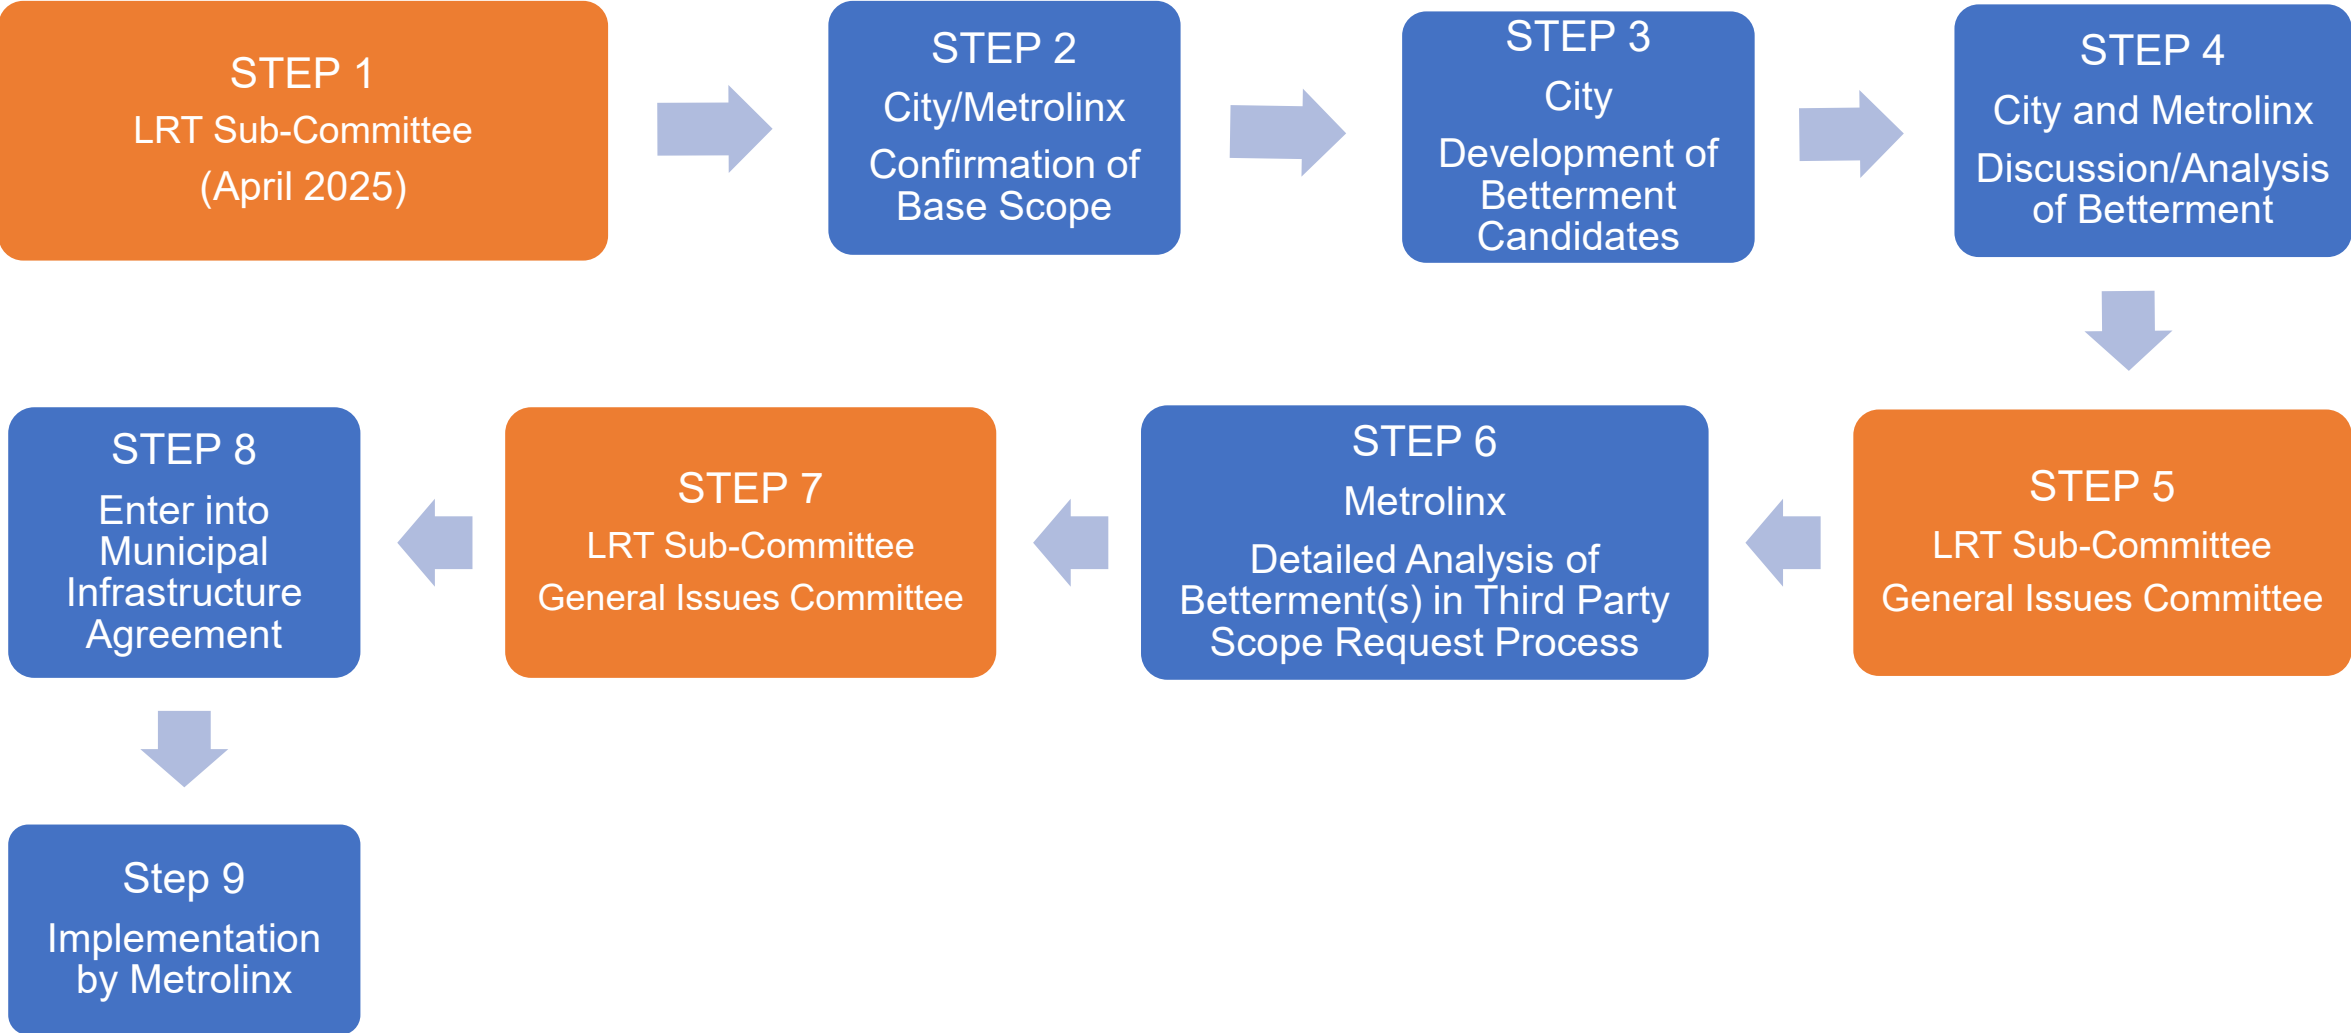 STEP 1
LRT Sub-Committee
(April 2025)
STEP 2
City/Metrolinx
Confirmation of
Base Scope
STEP 3
City
Development of
Betterment
Candidates
STEP 4
City and Metrolinx
Discussion/Analysis
of Betterment
STEP 5
LRT Sub-Committee
General Issues Committee
STEP 6
Metrolinx
Detailed Analysis of
Betterment(s) in Third Party
Scope Request Process
STEP 7
LRT Sub-Committee
General Issues Committee
STEP 8
Enter into
Municipal
Infrastructure
Agreement
Step 9
Implementation
by Metrolinx